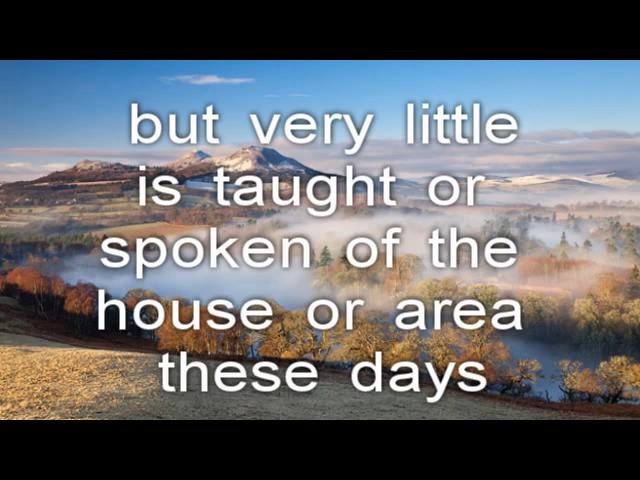 but very little
is taught or
spoken of the
house or area
these days